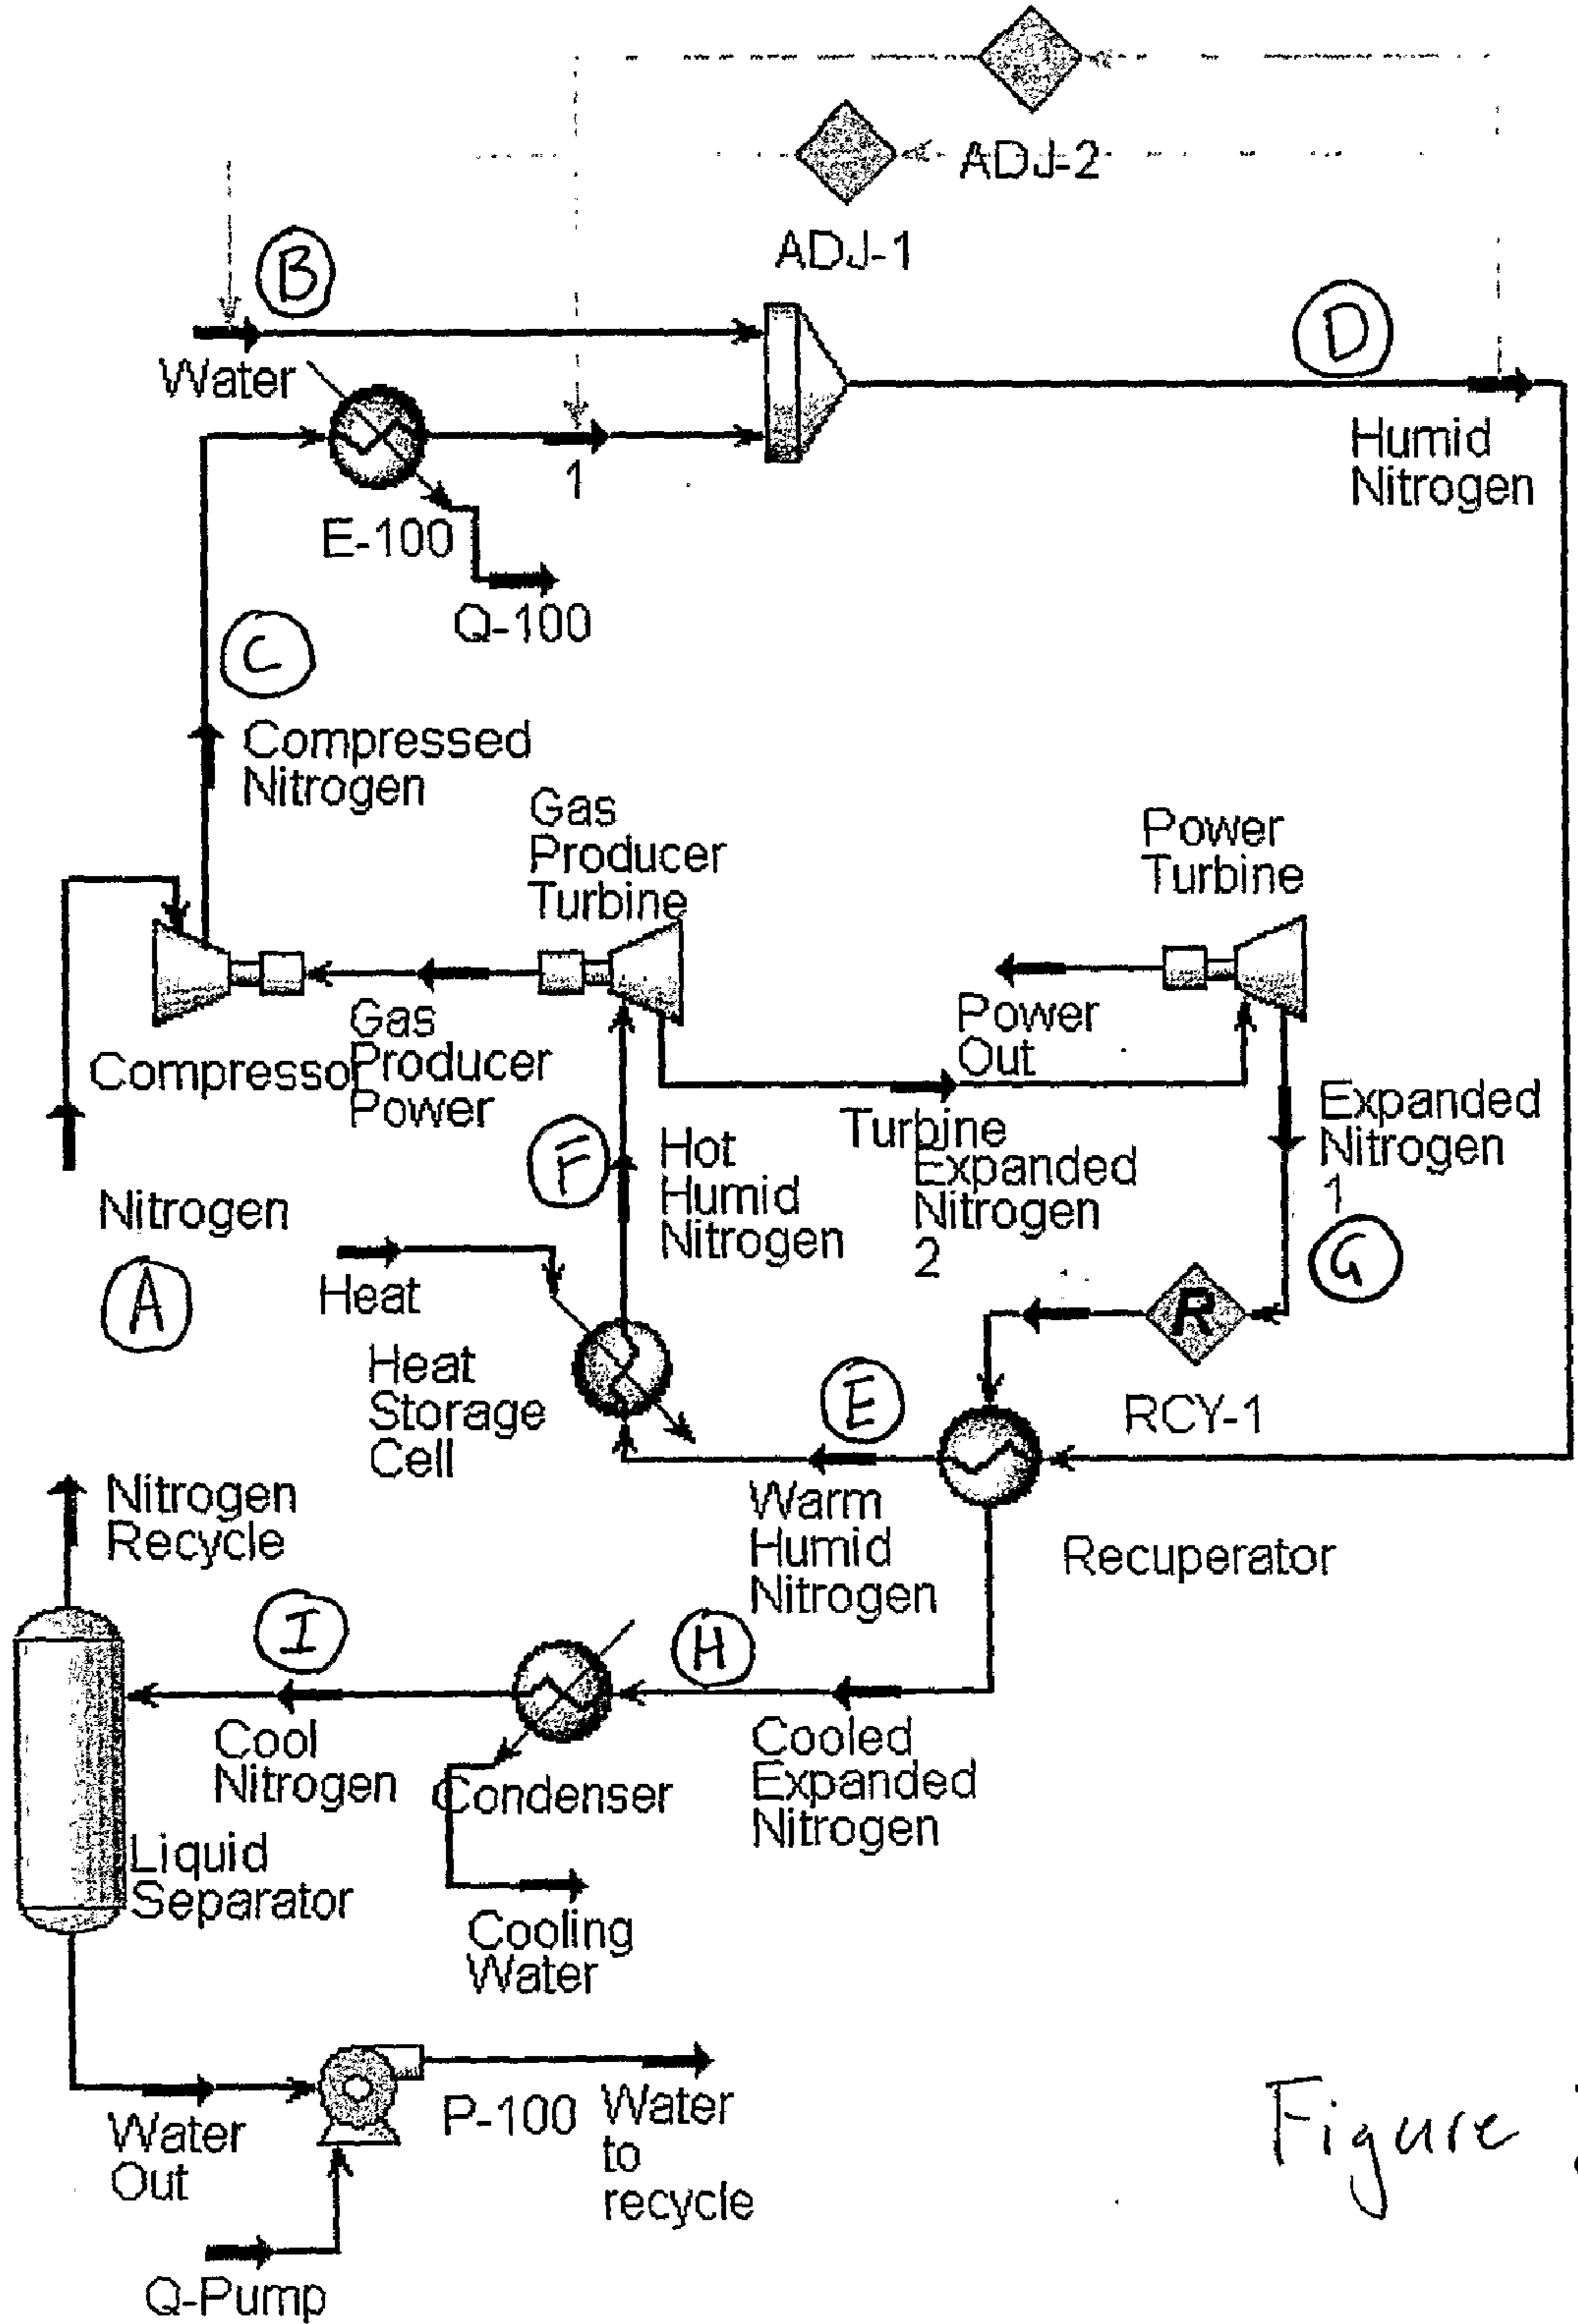 ADJ-2
ADJ-1
B
Water
D
Humid
Nitrogen
1
E-100
Q-100
C
Compressed
Nitrogen
Gas
Producer
Turbine
Power
Turbine
Compressor
Gas
Producer
Power
Power
Out
Nitrogen
A
F
Hot
Humid
Nitrogen
Turbine
Expanded
Nitrogen
2
Expanded
Nitrogen
1
G
Heat
R
RCY-1
Heat
Storage
Cell
E
Warm
Humid
Nitrogen
Recuperator
Nitrogen
Recycle
I
H
Cool
Nitrogen
Condenser
Cooled
Expanded
Nitrogen
Liquid
Separator
Cooling
Water
Water
Out
P-100
Water
to
recycle
Q-Pump
Figure